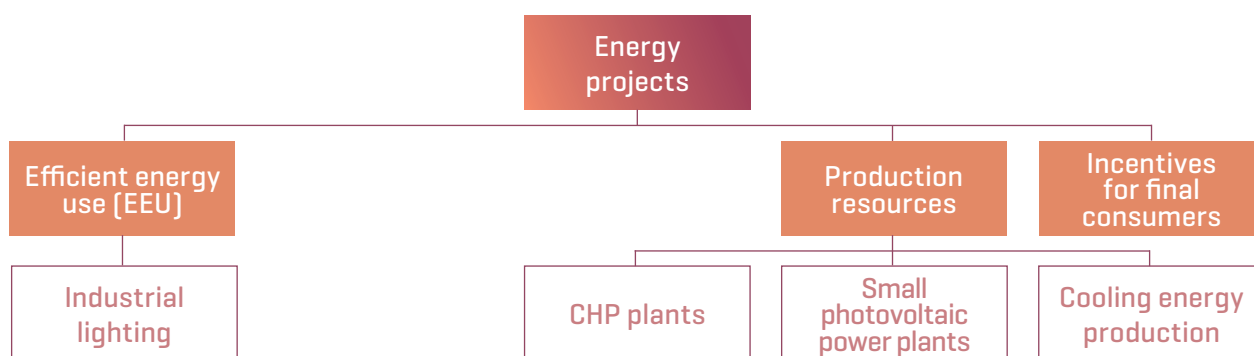 Energy
projects
Efficient energy
use (EEU)
Production
resources
Incentives
for final
consumers
Industrial
lighting
CHP plants
Small
photovoltaic
power plants
Cooling energy
production